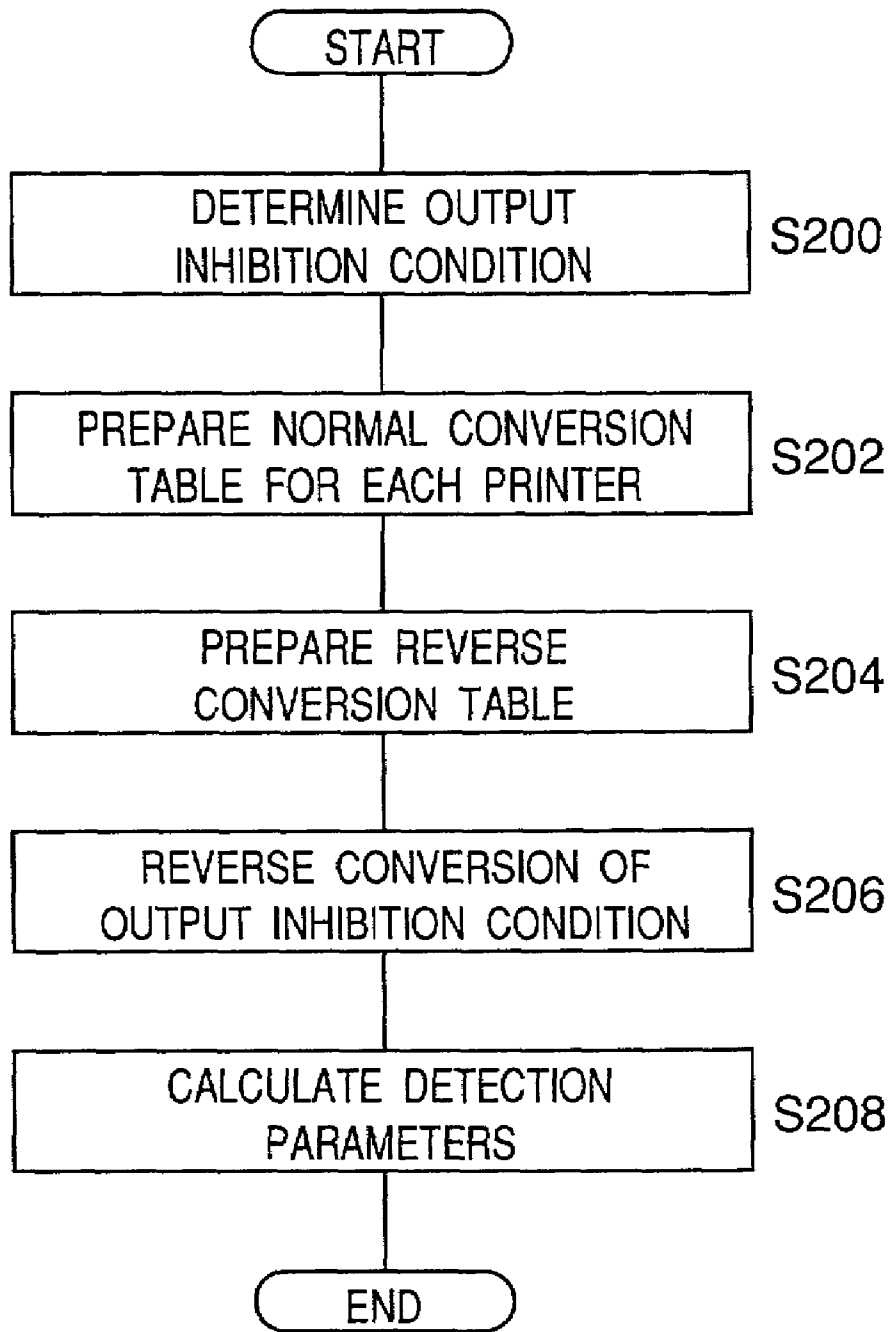 START
DETERMINE OUTPUT
INHIBITION CONDITION
S200
PREPARE NORMAL CONVERSION
TABLE FOR EACH PRINTER
S202
PREPARE REVERSE
CONVERSION TABLE
S204
REVERSE CONVERSION OF
OUTPUT INHIBITION CONDITION
S206
CALCULATE DETECTION
PARAMETERS
S208
END